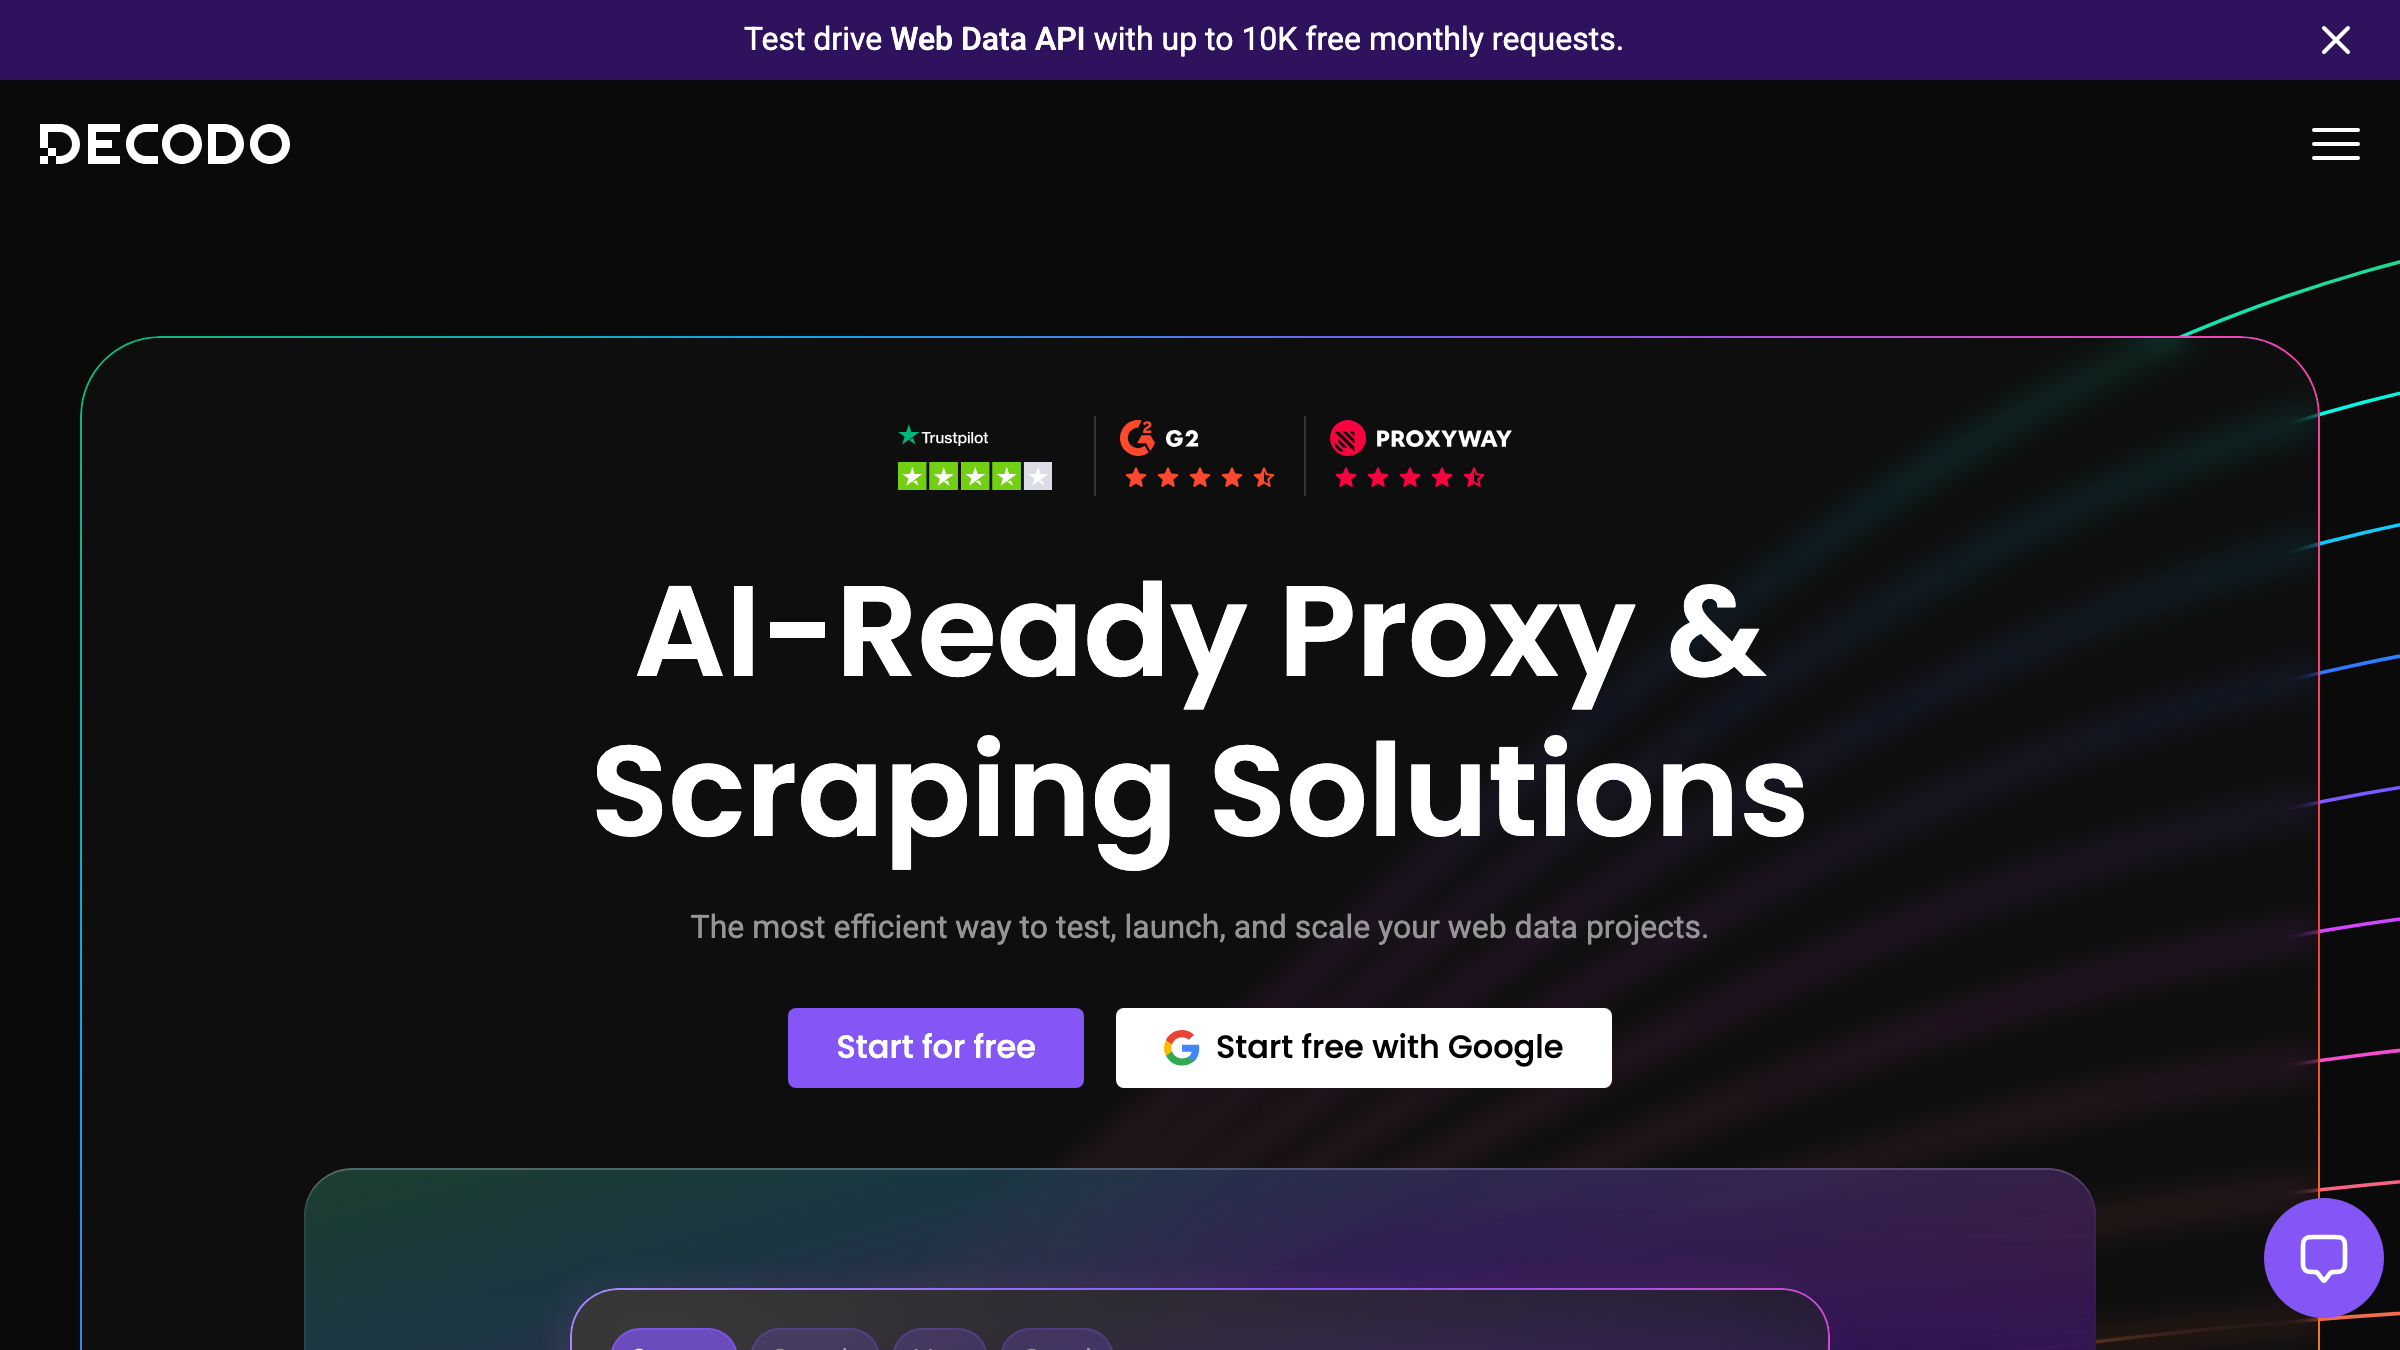 Test drive Web Data API with up to 10K free monthly requests.
DECODO
Trustpilot
G2
PROXYWAY
AI-Ready Proxy &
Scraping Solutions
The most efficient way to test, launch, and scale your web data projects.
Start for free
Start free with Google